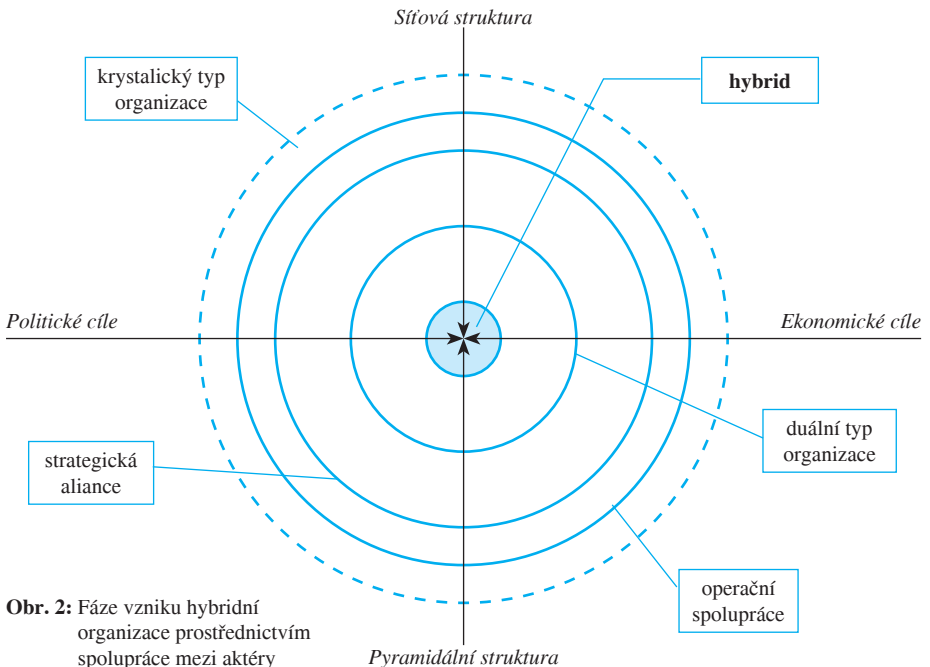 Síťová struktura
krystalický typ
organizace
hybrid
Politické cíle
Ekonomické cíle
duální typ
organizace
strategická
aliance
operační
spolupráce
Obr. 2: Fáze vzniku hybridní
organizace prostřednictvím
spolupráce mezi aktéry
Pyramidální struktura